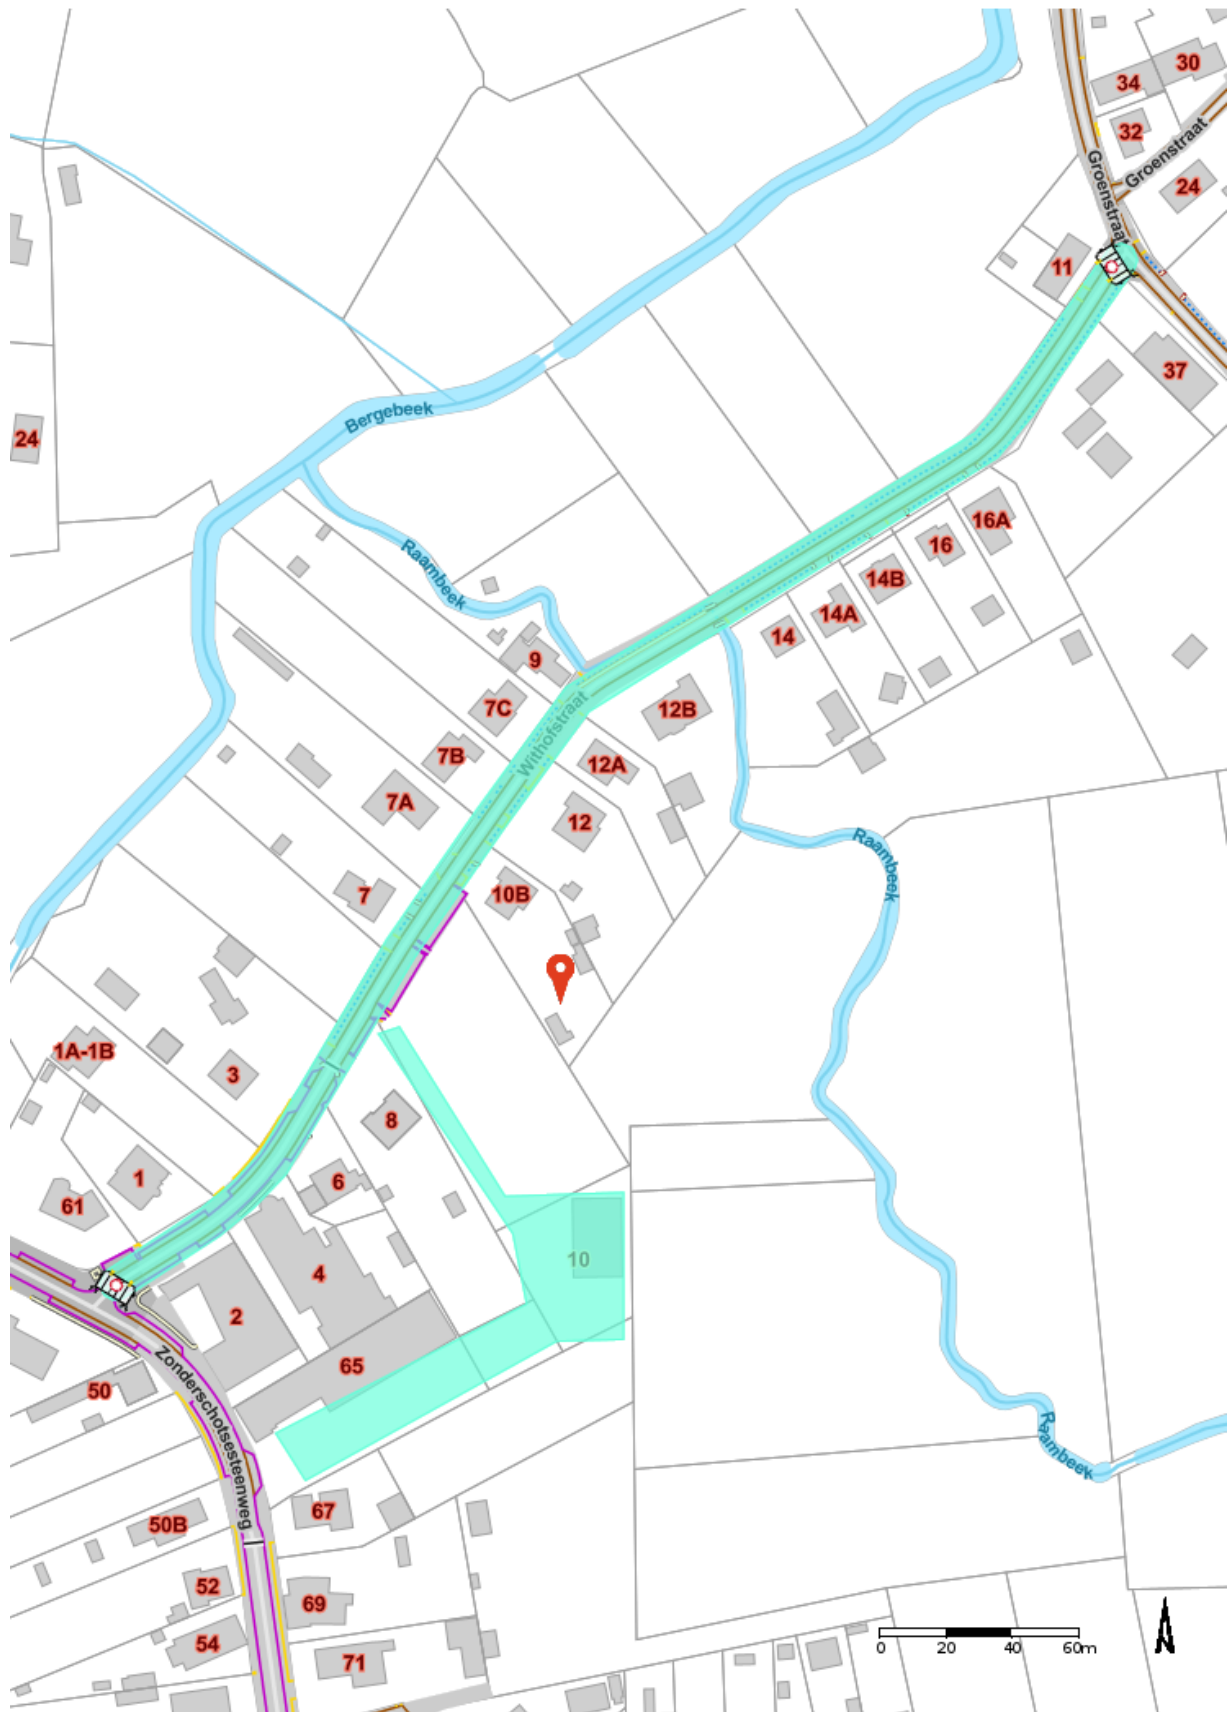 30
34
32
Groenstraat
Groenstraat
24
11
37
Bergebeek
24
16A
16
Raambeek
14B
14A
14
9
7C
12B
Withofstraat
7B
12A
7A
12
Raambeek
7
10B
1A-1B
3
8
1
6
61
10
4
2
65
50
Zonderschotsesteenweg
Raambeek
67
50B
52
69
54
71
0 20 40 60m